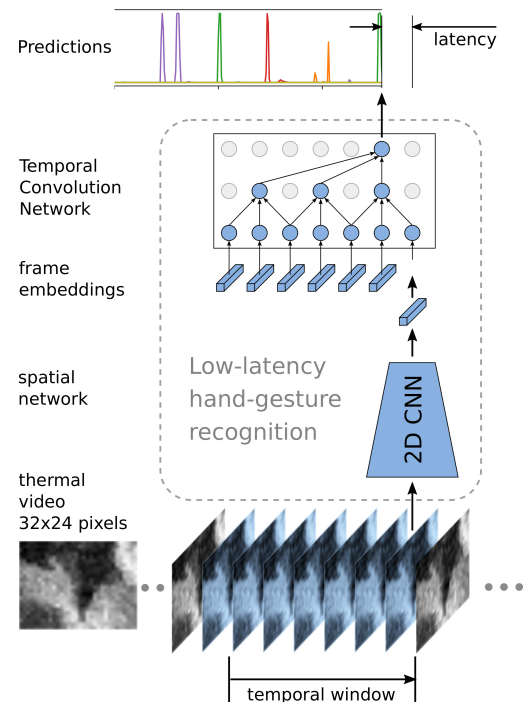 Predictions
latency
Temporal
Convolution
Network
frame
embeddings
Low-latency
hand-gesture
recognition
spatial
network
2D CNN
thermal
video
32x24 pixels
temporal window